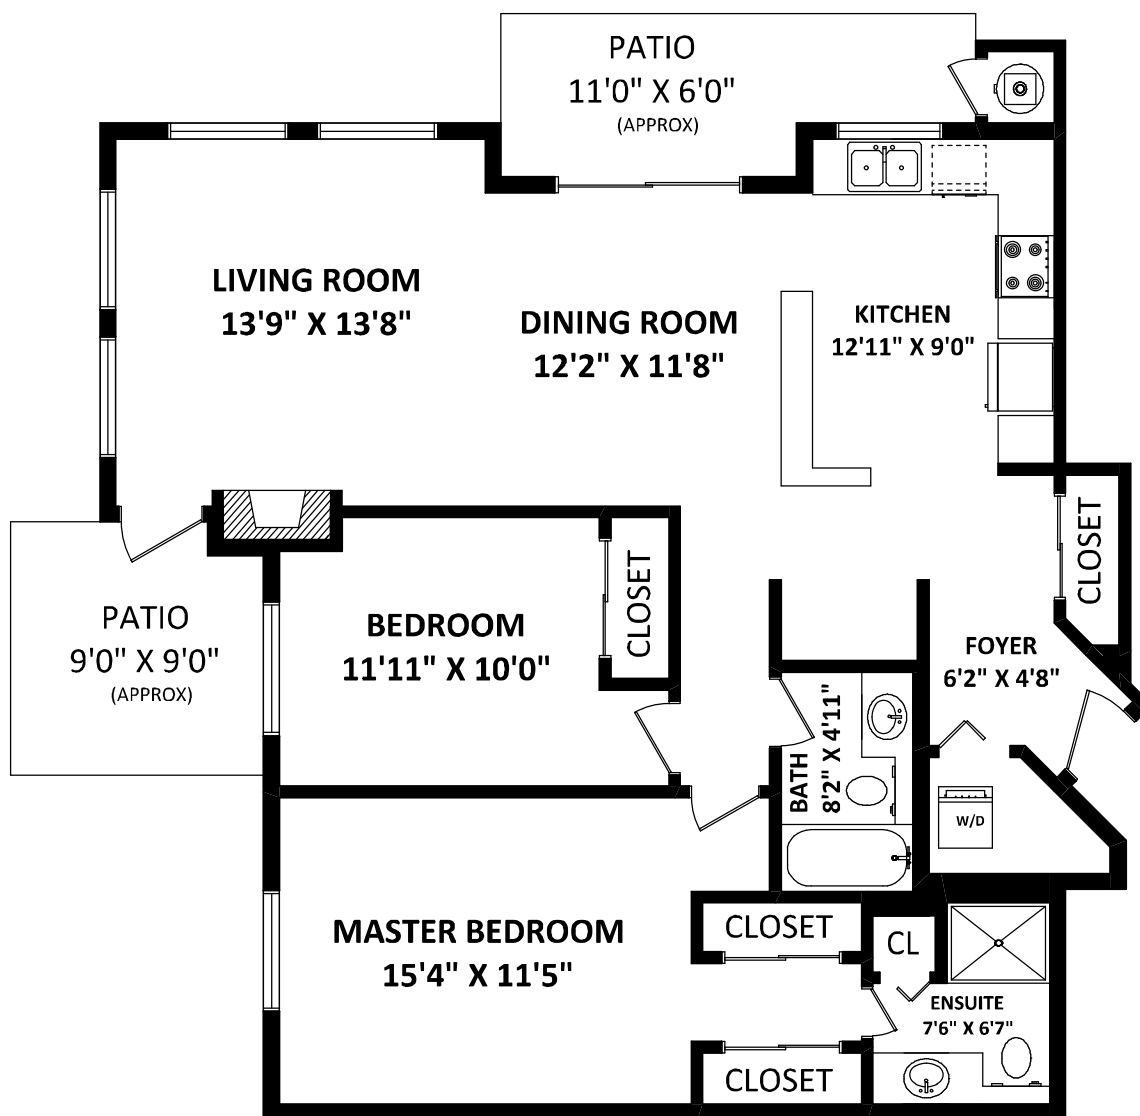 PATIO
11'0" X 6'0"
(APPROX)
LIVING ROOM
13'9" X 13'8"
DINING ROOM
12'2" X 11'8"
KITCHEN
12'11" X 9'0"
CLOSET
PATIO
9'0" X 9'0"
(APPROX)
BEDROOM
11'11" X 10'0"
CLOSET
FOYER
6'2" X 4'8"
BATH
8'2" X 4'11"
W/D
MASTER BEDROOM
15'4" X 11'5"
CLOSET
CL
ENSUITE
7'6" X 6'7"
CLOSET